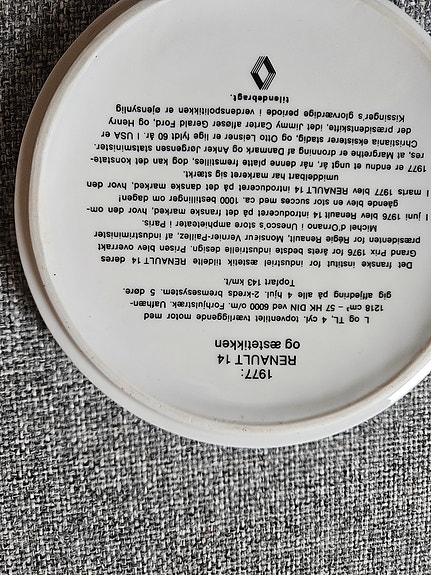 1977:
RENAULT 14
og æstetikken
L og TL, 4 cyl. topventilet tværliggende motor med
1218 cm³ – 57 HK DIN ved 6000 o/m. Forhjulstræk. Uafhæn-
gig affjedring på alle 4 hjul. 2-kreds bremsesystem. 5 døre.
Topfart 143 km/t.
Det franske institut for industriel æstetik tildelte RENAULT 14 deres
Grand Prix 1976 for årets bedste industrielle design. Prisen blev overrakt
præsidenten for Régie Renault, Monsieur Vernier-Palliez, af industriminister
Michel d'Ornano i Unesco's store amphiteater i Paris.
I juni 1976 blev Renault 14 introduceret på det franske marked, hvor den om-
gående blev en stor succes med ca. 1000 bestillinger om dagen!
I marts 1977 blev RENAULT 14 introduceret på det danske marked, hvor den
umiddelbart har markeret sig stærkt.
1977 er endnu et ungt år, når denne platte fremstilles, dog kan det konstate-
res, at Margrethe er dronning af Danmark og Anker Jørgensen statsminister.
Christiania eksisterer stadig, og Otto Leisner er lige fyldt 60 år. I USA er
der præsidentskifte, idet Jimmy Carter afløser Gerald Ford, og Henry
Kissinger's glorværdige periode i verdenspolitikken er øjensynlig
tilendebragt.